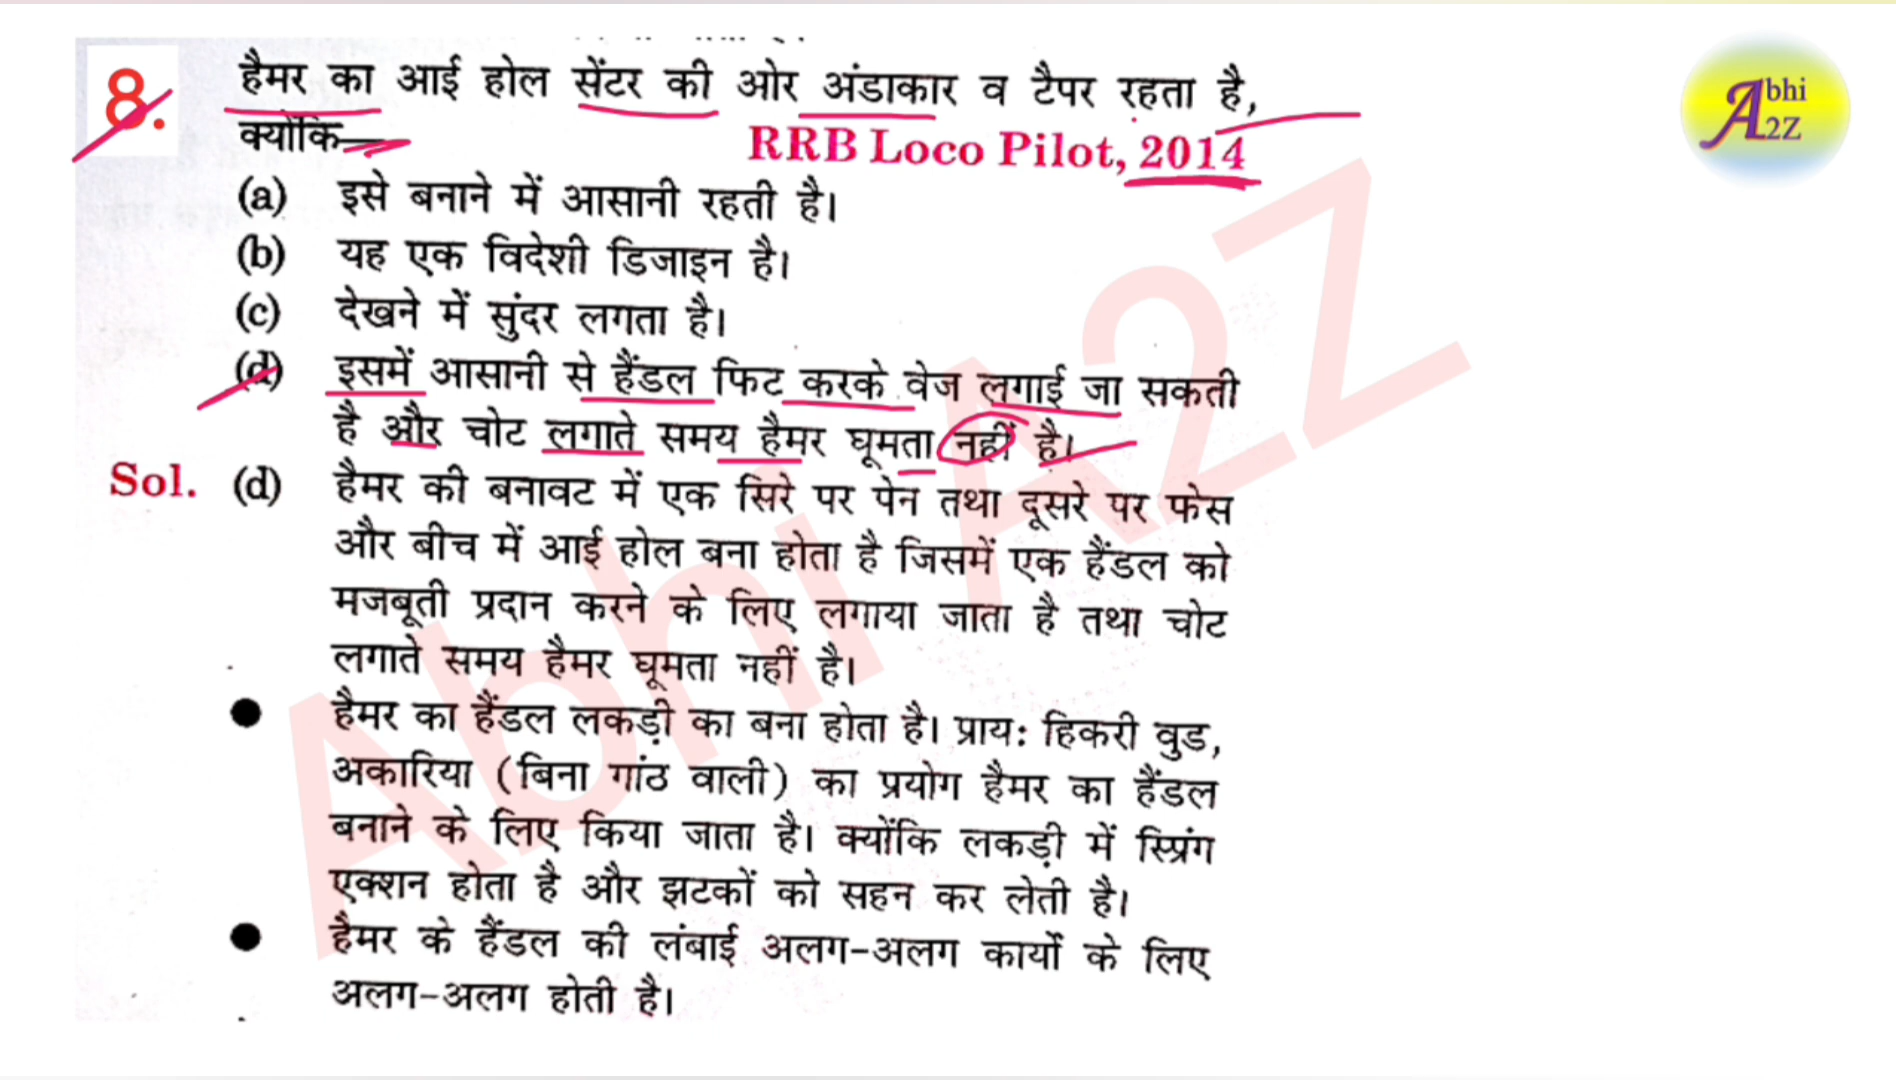 8.
हैमर का आई होल सेंटर की ओर अंडाकार व टैपर रहता है,
क्योंकि—
RRB Loco Pilot, 2014
(a) इसे बनाने में आसानी रहती है।
(b) यह एक विदेशी डिजाइन है।
(c) देखने में सुंदर लगता है।
(d) इसमें आसानी से हैंडल फिट करके वेज लगाई जा सकती
है और चोट लगाते समय हैमर घूमता नहीं है।
Sol. (d) हैमर की बनावट में एक सिरे पर पेन तथा दूसरे पर फेस
और बीच में आई होल बना होता है जिसमें एक हैंडल को
मजबूती प्रदान करने के लिए लगाया जाता है तथा चोट
लगाते समय हैमर घूमता नहीं है।
● हैमर का हैंडल लकड़ी का बना होता है। प्रायः हिकरी वुड,
अकारिया (बिना गांठ वाली) का प्रयोग हैमर का हैंडल
बनाने के लिए किया जाता है। क्योंकि लकड़ी में स्प्रिंग
एक्शन होता है और झटकों को सहन कर लेती है।
● हैमर के हैंडल की लंबाई अलग-अलग कार्यों के लिए
अलग-अलग होती है।
Abhi A2Z
Abhi
A2Z